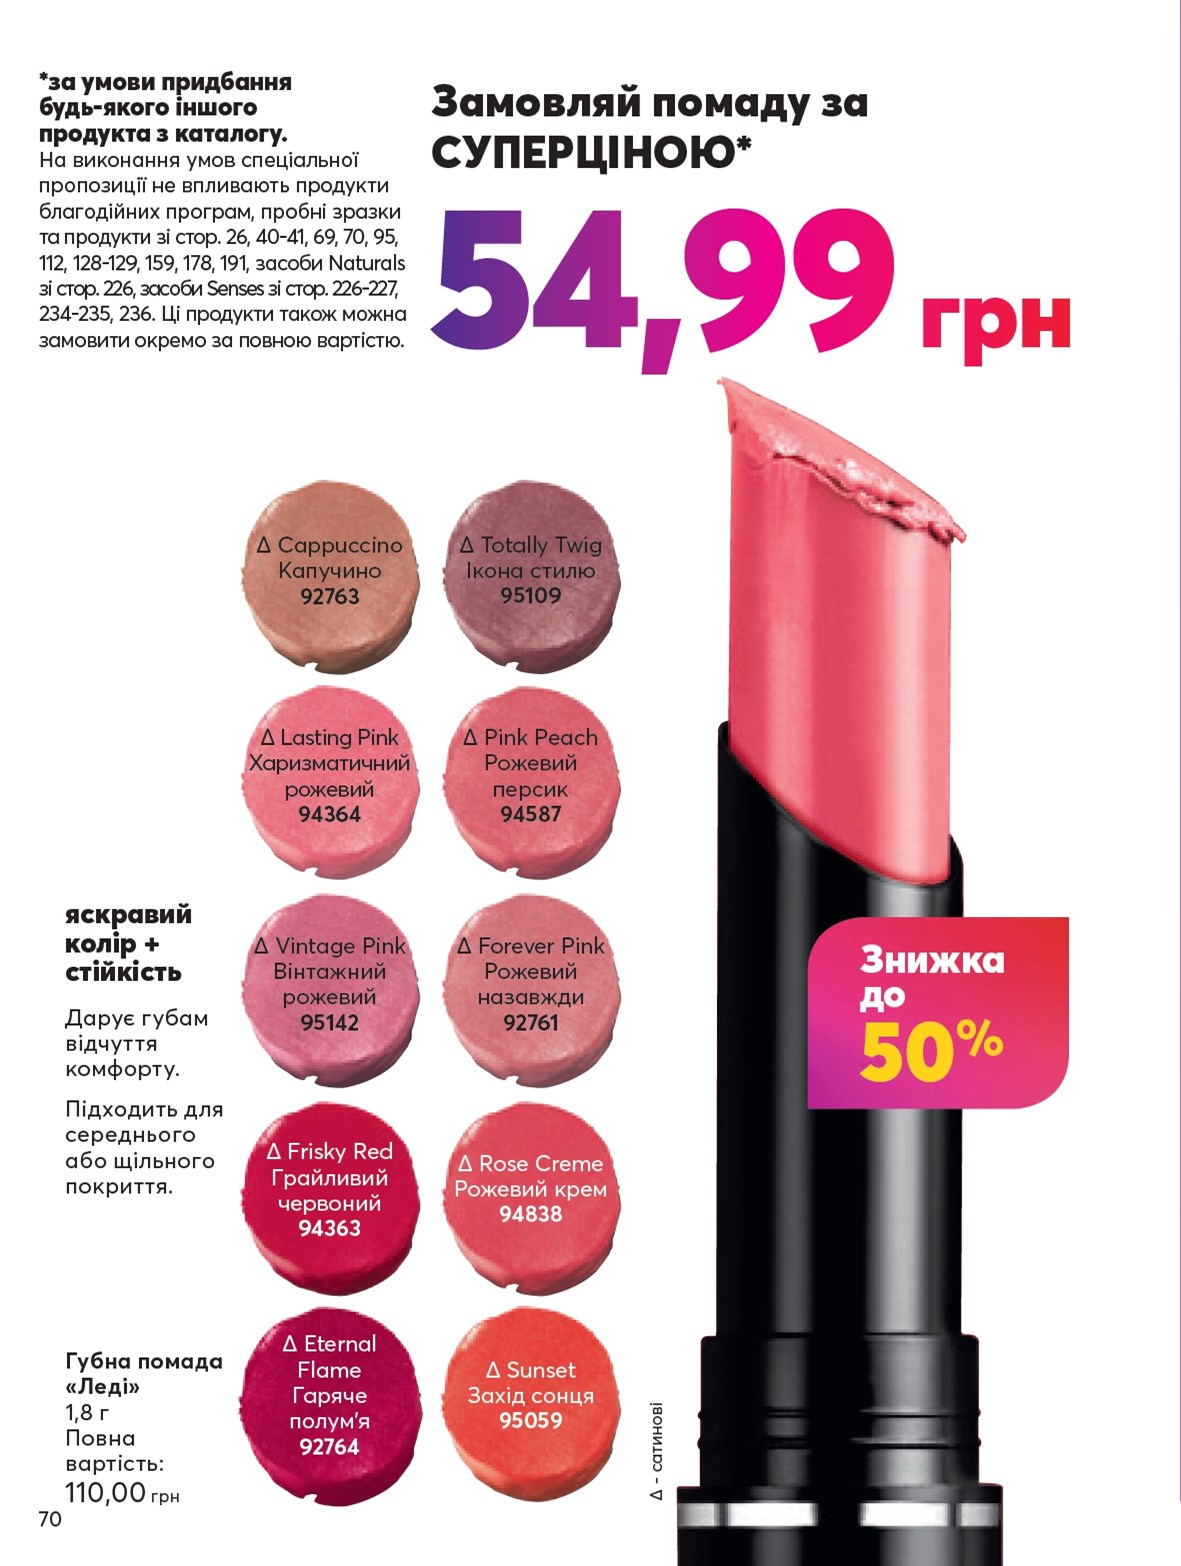 *за умови придбання
будь-якого іншого
продукта з каталогу.
На виконання умов спеціальної
пропозиції не впливають продукти
благодійних програм, пробні зразки
та продукти зі стор. 26, 40-41, 69, 70, 95,
112, 128-129, 159, 178, 191, засоби Naturals
зі стор. 226, засоби Senses зі стор. 226-227,
234-235, 236. Ці продукти також можна
замовити окремо за повною вартістю.
Замовляй помаду за
СУПЕРЦІНОЮ*
54,99 грн
Δ Cappuccino
Капучино
92763
Δ Totally Twig
Ікона стилю
95109
Δ Lasting Pink
Харизматичний
рожевий
94364
Δ Pink Peach
Рожевий
персик
94587
Δ Vintage Pink
Вінтажний
рожевий
95142
Δ Forever Pink
Рожевий
назавжди
92761
Δ Frisky Red
Грайливий
червоний
94363
Δ Rose Creme
Рожевий крем
94838
Δ Eternal
Flame
Гаряче
полум'я
92764
Δ Sunset
Захід сонця
95059
яскравий
колір +
стійкість
Дарує губам
відчуття
комфорту.
Підходить для
середнього
або щільного
покриття.
Губна помада
«Леді»
1,8 г
Повна
вартість:
110,00 грн
Δ - сатинові
Знижка
до
50%
70